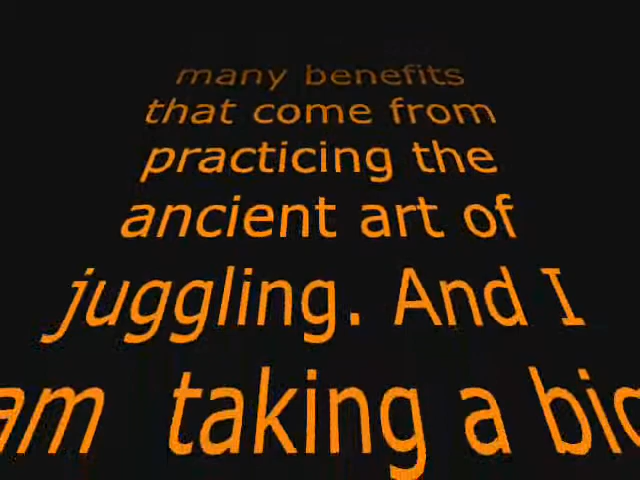 many benefits
that come from
practicing the
ancient art of
juggling. And I
am taking a